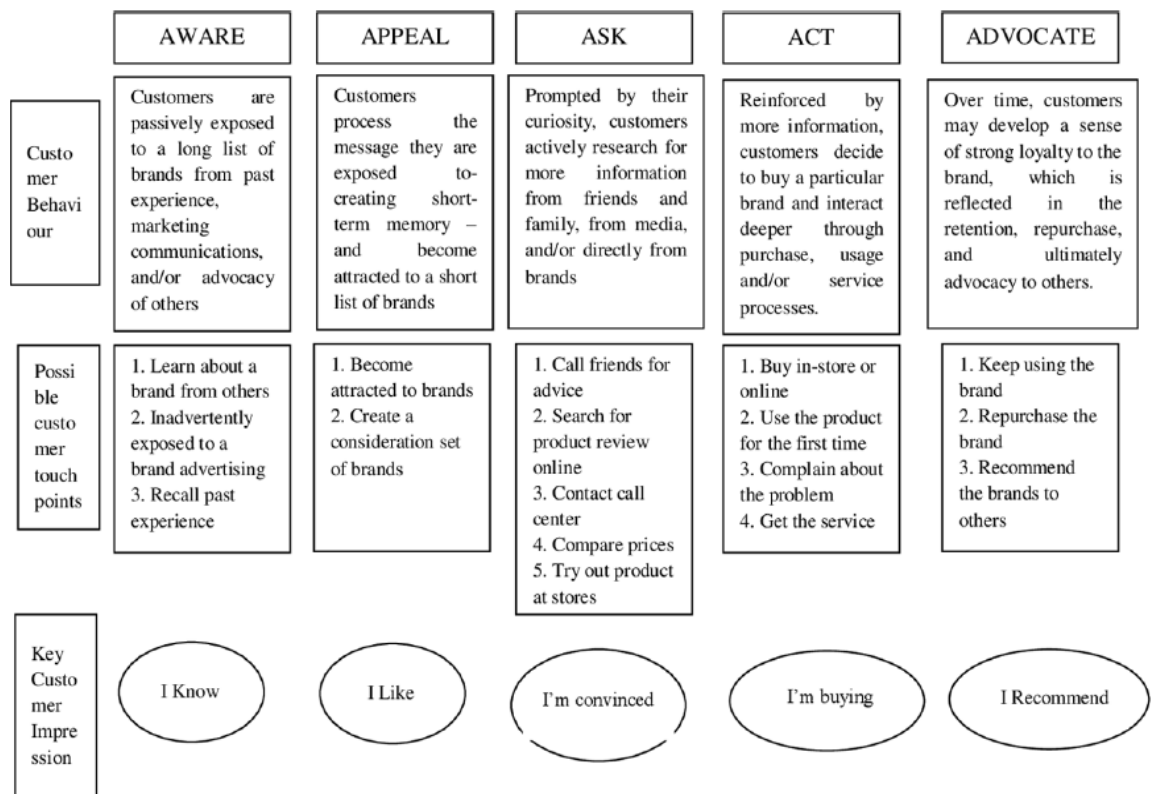 AWARE
APPEAL
ASK
ACT
ADVOCATE
Custo
mer
Behavi
our
Customers are
passively exposed
to a long list of
brands from past
experience,
marketing
communications,
and/or advocacy
of others
Customers
process the
message they are
exposed to-
creating short-
term memory –
and become
attracted to a short
list of brands
Prompted by their
curiosity, customers
actively research for
more information
from friends and
family, from media,
and/or directly from
brands
Reinforced by
more information,
customers decide
to buy a particular
brand and interact
deeper through
purchase, usage
and/or service
processes.
Over time, customers
may develop a sense
of strong loyalty to the
brand, which is
reflected in the
retention, repurchase,
and ultimately
advocacy to others.
Possi
ble
custo
mer
touch
points
1. Learn about a
brand from others
2. Inadvertently
exposed to a
brand advertising
3. Recall past
experience
1. Become
attracted to brands
2. Create a
consideration set
of brands
1. Call friends for
advice
2. Search for
product review
online
3. Contact call
center
4. Compare prices
5. Try out product
at stores
1. Buy in-store or
online
2. Use the product
for the first time
3. Complain about
the problem
4. Get the service
1. Keep using the
brand
2. Repurchase the
brand
3. Recommend
the brands to
others
Key
Custo
mer
Impre
ssion
I Know
I Like
I'm convinced
I'm buying
I Recommend